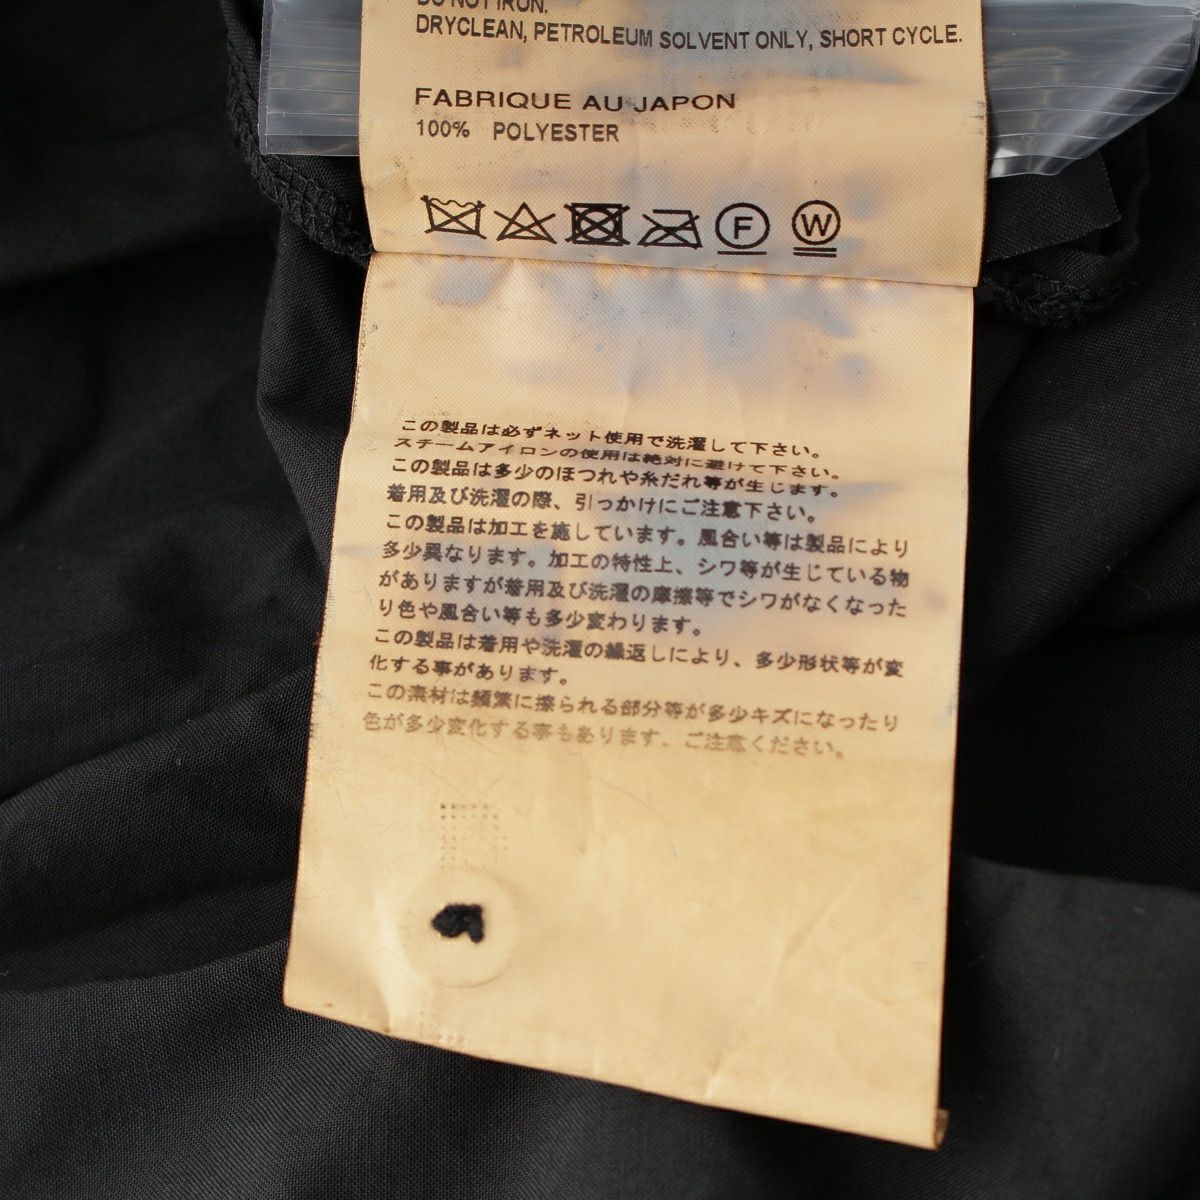 DO NOT IRON.
DRYCLEAN, PETROLEUM SOLVENT ONLY, SHORT CYCLE.
FABRIQUE AU JAPON
100% POLYESTER
F W
この製品は必ずネット使用で洗濯して下さい。
スチームアイロンの使用は絶対に避けて下さい。
この製品は多少のほつれや糸だれ等が生じます。
着用及び洗濯の際、引っかけにご注意下さい。
この製品は加工を施しています。風合い等は製品により
多少異なります。加工の特性上、シワ等が生じている物
がありますが着用及び洗濯の摩擦等でシワがなくなった
り色や風合い等も多少変わります。
この製品は着用や洗濯の繰返しにより、多少形状等が変
化する事があります。
この素材は頻繁に擦られる部分等が多少キズになったり
色が多少変化する事もあります、ご注意ください。